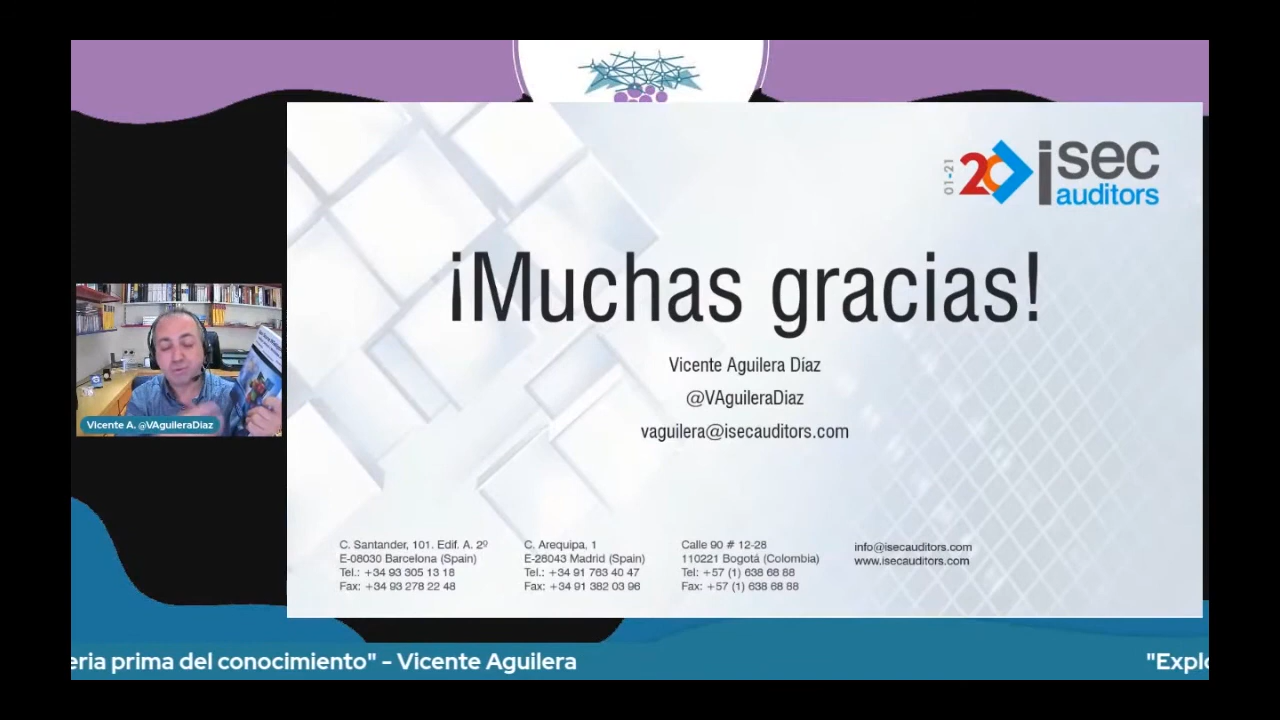 01-21
20
isec
auditors
¡Muchas gracias!
Vicente Aguilera Díaz
@VAguileraDiaz
vaguilera@isecauditors.com
Vicente A. @VAguileraDiaz
C. Santander, 101. Edif. A. 2º
E-08030 Barcelona (Spain)
Tel.: +34 93 305 13 18
Fax: +34 93 278 22 48
C. Arequipa, 1
E-28043 Madrid (Spain)
Tel.: +34 91 763 40 47
Fax: +34 91 382 03 96
Calle 90 # 12-28
110221 Bogotá (Colombia)
Tel: +57 (1) 638 68 88
Fax: +57 (1) 638 68 88
info@isecauditors.com
www.isecauditors.com
eria prima del conocimiento" - Vicente Aguilera
"Explo